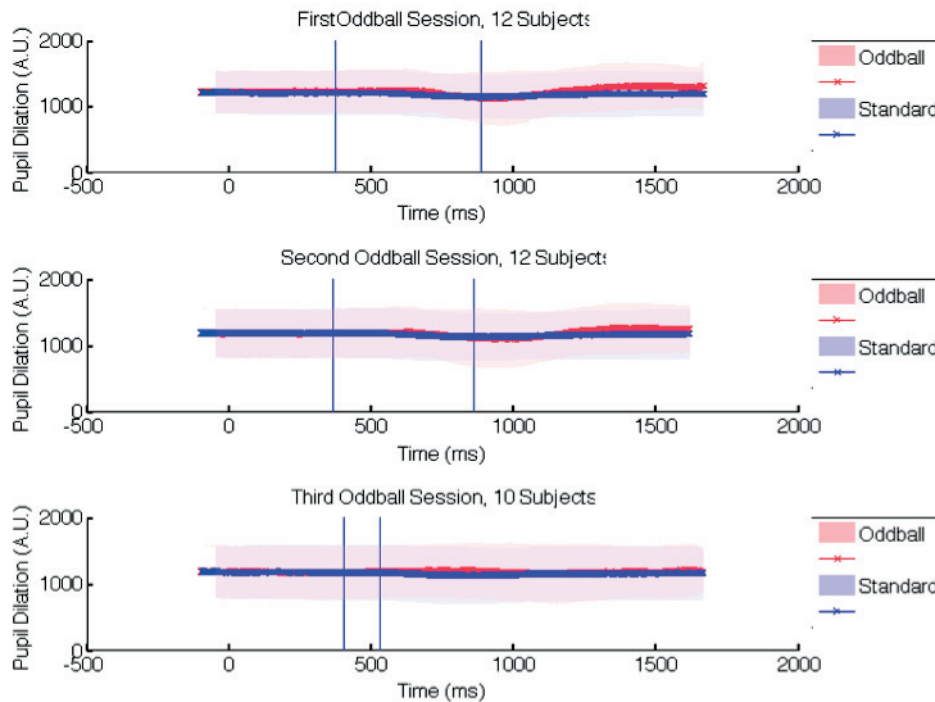 FirstOddball Session, 12 Subjects
Pupil Dilation (A.U.)
2000
1000
0
-500 0 500 1000 1500 2000
Time (ms)
Oddball
Standard
Second Oddball Session, 12 Subjects
Pupil Dilation (A.U.)
2000
1000
0
-500 0 500 1000 1500 2000
Time (ms)
Oddball
Standard
Third Oddball Session, 10 Subjects
Pupil Dilation (A.U.)
2000
1000
0
-500 0 500 1000 1500 2000
Time (ms)
Oddball
Standard